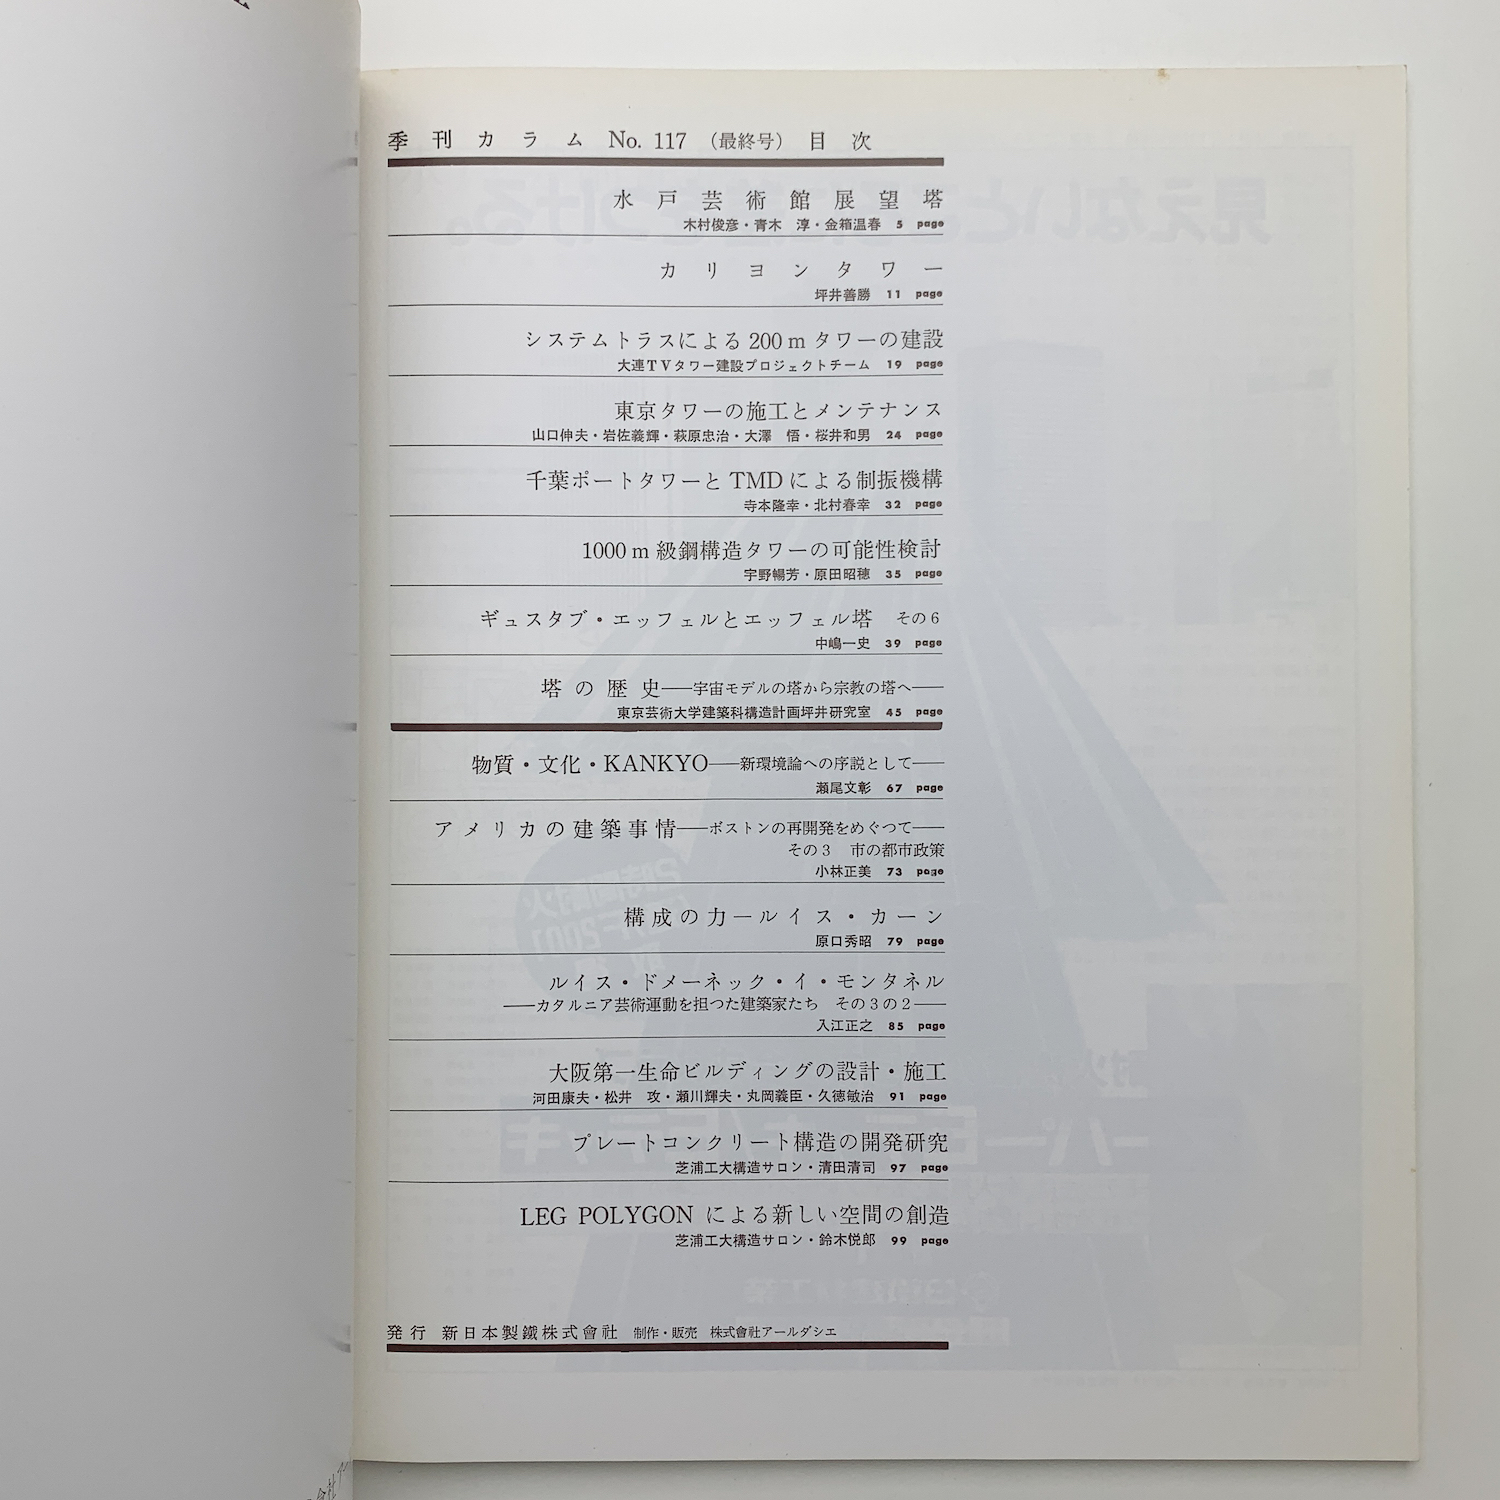 季刊カラム No. 117 （最終号） 目次
水戸芸術館展望塔
木村俊彦・青木　淳・金箱温春 5 page
カリヨンタワー
坪井善勝 11 page
システムトラスによる 200 m タワーの建設
大連TVタワー建設プロジェクトチーム 19 page
東京タワーの施工とメンテナンス
山口伸夫・岩佐義輝・萩原忠治・大澤　悟・桜井和男 24 page
千葉ポートタワーと TMD による制振機構
寺本隆幸・北村春幸 32 page
1000 m 級鋼構造タワーの可能性検討
宇野暢芳・原田昭穂 35 page
ギュスタブ・エッフェルとエッフェル塔　その6
中嶋一史 39 page
塔の歴史――宇宙モデルの塔から宗教の塔へ――
東京芸術大学建築科構造計画坪井研究室 45 page
物質・文化・KANKYO――新環境論への序説として――
瀬尾文彰 67 page
アメリカの建築事情――ボストンの再開発をめぐつて――
その3　市の都市政策
小林正美 73 page
構成の力―ルイス・カーン
原口秀昭 79 page
ルイス・ドメーネック・イ・モンタネル
――カタルニア芸術運動を担つた建築家たち　その3の2――
入江正之 85 page
大阪第一生命ビルディングの設計・施工
河田康夫・松井　攻・瀬川輝夫・丸岡義臣・久徳敏治 91 page
プレートコンクリート構造の開発研究
芝浦工大構造サロン・清田清司 97 page
LEG POLYGON による新しい空間の創造
芝浦工大構造サロン・鈴木悦郎 99 page
発行 新日本製鐵株式會社 制作・販売 株式會社アールダシエ